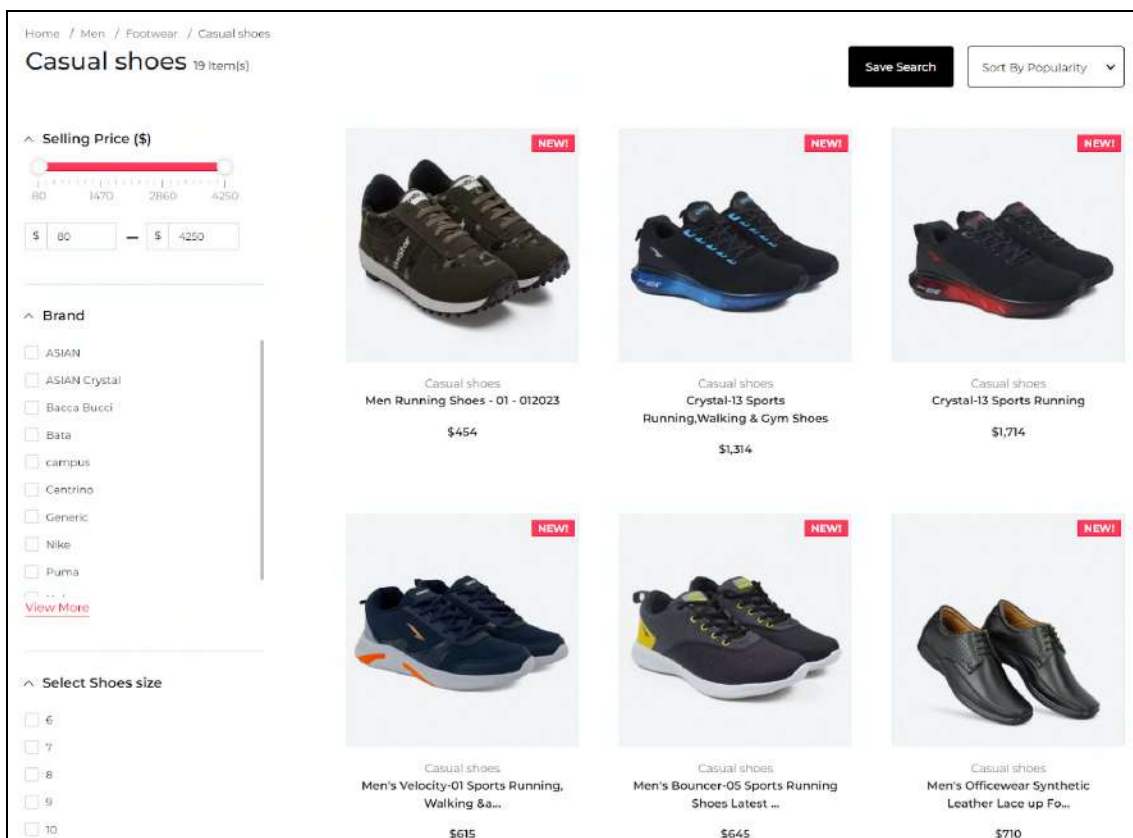 Home / Men / Footwear / Casual shoes
Casual shoes 19 Item(s)
Save Search
Sort By Popularity
Selling Price ($)
80 1470 2860 4250
$ 80 — $ 4250
Brand
ASIAN
ASIAN Crystal
Bacca Bucci
Bata
campus
Centrino
Generic
Nike
Puma
View More
Select Shoes size
6
7
8
9
10
NEW!
Casual shoes
Men Running Shoes - 01 - 012023
$454
NEW!
Casual shoes
Crystal-13 Sports
Running,Walking & Gym Shoes
$1,314
NEW!
Casual shoes
Crystal-13 Sports Running
$1,714
NEW!
Casual shoes
Men's Velocity-01 Sports Running,
Walking &a...
$615
NEW!
Casual shoes
Men's Bouncer-05 Sports Running
Shoes Latest ...
$645
NEW!
Casual shoes
Men's Officewear Synthetic
Leather Lace up Fo...
$710